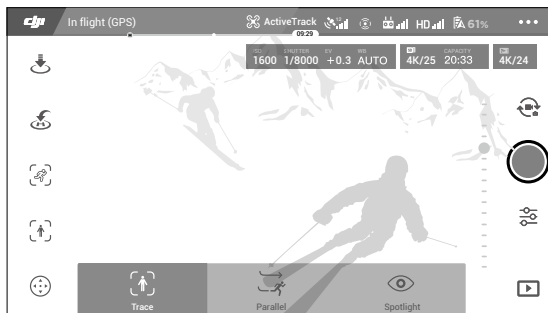 dji In flight (GPS) ActiveTrack HD 61%
09:29
ISO SHUTTER EV WB CAPACITY
1600 1/8000 +0.3 AUTO 4K/25 20:33 4K/24
Trace Parallel Spotlight